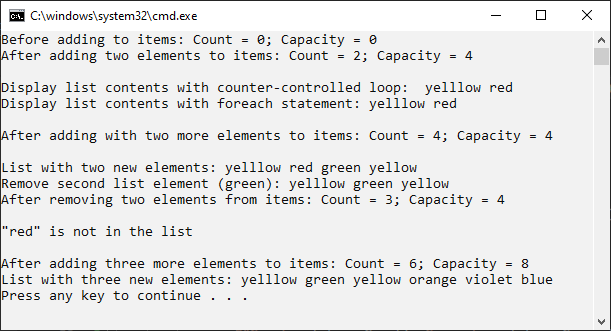 C:\windows\system32\cmd.exe
Before adding to items: Count = 0; Capacity = 0
After adding two elements to items: Count = 2; Capacity = 4
Display list contents with counter-controlled loop:  yelllow red
Display list contents with foreach statement: yelllow red
After adding with two more elements to items: Count = 4; Capacity = 4
List with two new elements: yelllow red green yellow
Remove second list element (green): yelllow green yellow
After removing two elements from items: Count = 3; Capacity = 4
"red" is not in the list
After adding three more elements to items: Count = 6; Capacity = 8
List with three new elements: yelllow green yellow orange violet blue
Press any key to continue . . .